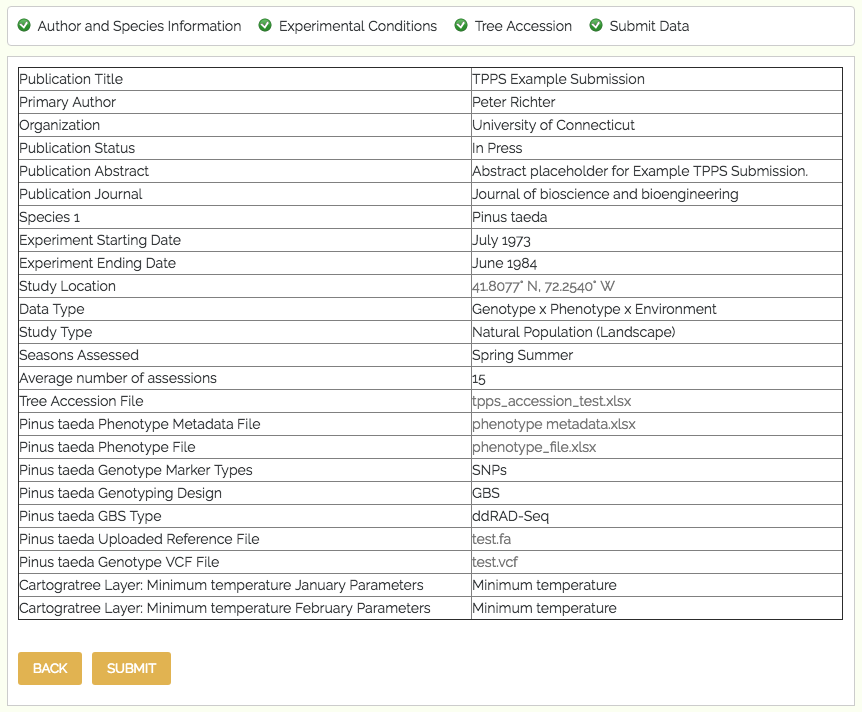 Author and Species Information Experimental Conditions Tree Accession Submit Data
Publication Title TPPS Example Submission
Primary Author Peter Richter
Organization University of Connecticut
Publication Status In Press
Publication Abstract Abstract placeholder for Example TPPS Submission.
Publication Journal Journal of bioscience and bioengineering
Species 1 Pinus taeda
Experiment Starting Date July 1973
Experiment Ending Date June 1984
Study Location 41.8077° N, 72.2540° W
Data Type Genotype x Phenotype x Environment
Study Type Natural Population (Landscape)
Seasons Assessed Spring Summer
Average number of assessions 15
Tree Accession File tpps_accession_test.xlsx
Pinus taeda Phenotype Metadata File phenotype metadata.xlsx
Pinus taeda Phenotype File phenotype_file.xlsx
Pinus taeda Genotype Marker Types SNPs
Pinus taeda Genotyping Design GBS
Pinus taeda GBS Type ddRAD-Seq
Pinus taeda Uploaded Reference File test.fa
Pinus taeda Genotype VCF File test.vcf
Cartogratree Layer: Minimum temperature January Parameters Minimum temperature
Cartogratree Layer: Minimum temperature February Parameters Minimum temperature
BACK SUBMIT